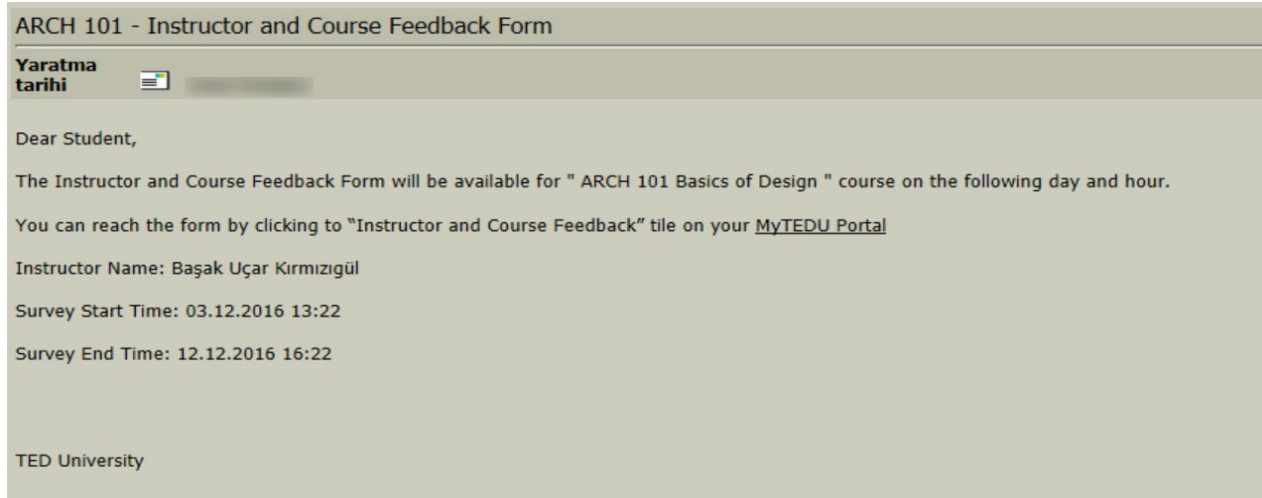 ARCH 101 - Instructor and Course Feedback Form
Yaratma
tarihi
Dear Student,
The Instructor and Course Feedback Form will be available for " ARCH 101 Basics of Design " course on the following day and hour.
You can reach the form by clicking to “Instructor and Course Feedback” tile on your MyTEDU Portal
Instructor Name: Başak Uçar Kırmızıgül
Survey Start Time: 03.12.2016 13:22
Survey End Time: 12.12.2016 16:22
TED University